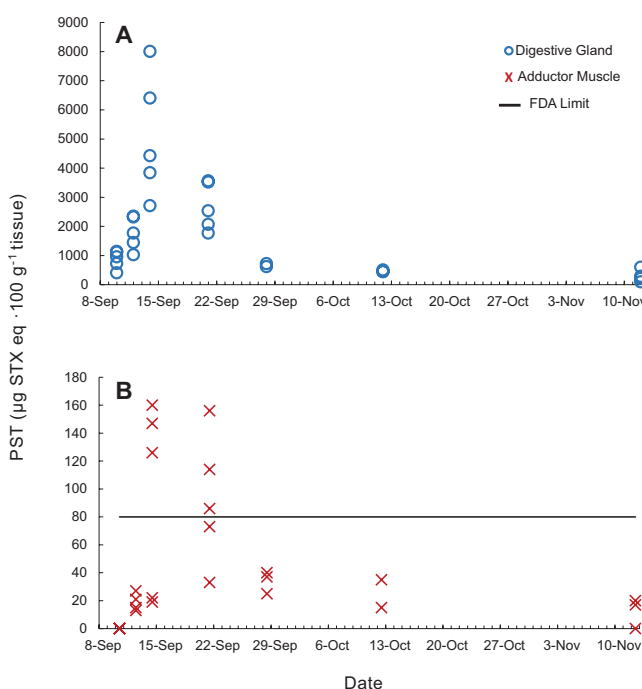 A
9000
8000
7000
6000
5000
4000
3000
2000
1000
0
Digestive Gland
X Adductor Muscle
FDA Limit
8-Sep 15-Sep 22-Sep 29-Sep 6-Oct 13-Oct 20-Oct 27-Oct 3-Nov 10-Nov
PST (µg STX eq ·100 g⁻¹ tissue)
B
180
160
140
120
100
80
60
40
20
0
8-Sep 15-Sep 22-Sep 29-Sep 6-Oct 13-Oct 20-Oct 27-Oct 3-Nov 10-Nov
Date